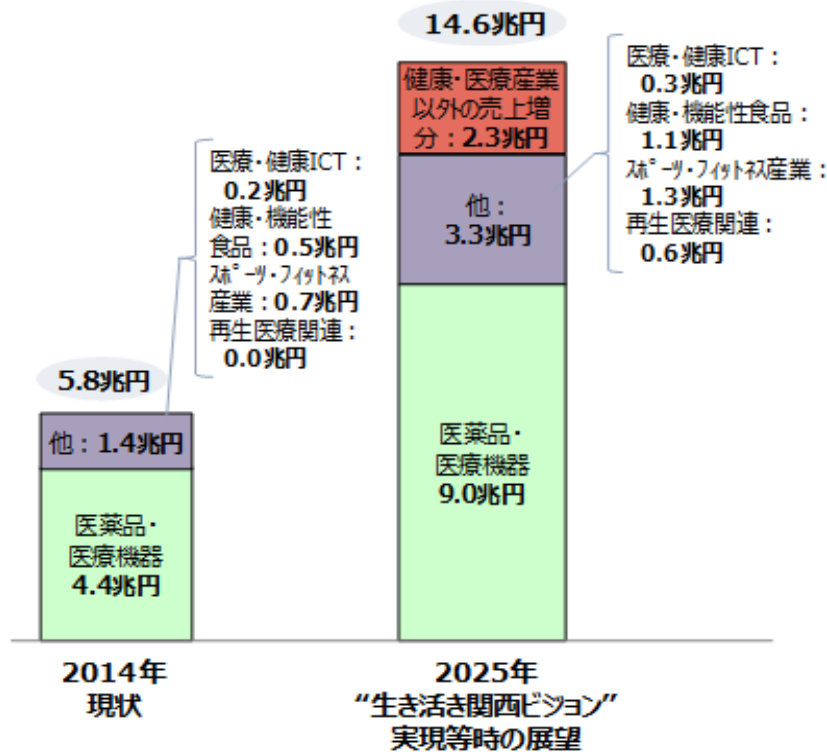 14.6兆円
健康・医療産業
以外の売上増
分：2.3兆円
他：
3.3兆円
医薬品・
医療機器
9.0兆円
医療・健康ICT：
0.3兆円
健康・機能性食品：
1.1兆円
ｽﾎﾟｰﾂ・ﾌｨｯﾄﾈｽ産業：
1.3兆円
再生医療関連：
0.6兆円
医療・健康ICT：
0.2兆円
健康・機能性
食品：0.5兆円
ｽﾎﾟｰﾂ・ﾌｨｯﾄﾈｽ
産業：0.7兆円
再生医療関連：
0.0兆円
5.8兆円
他：1.4兆円
医薬品・
医療機器
4.4兆円
2014年
現状
2025年
“生き活き関西ビジョン”
実現等時の展望